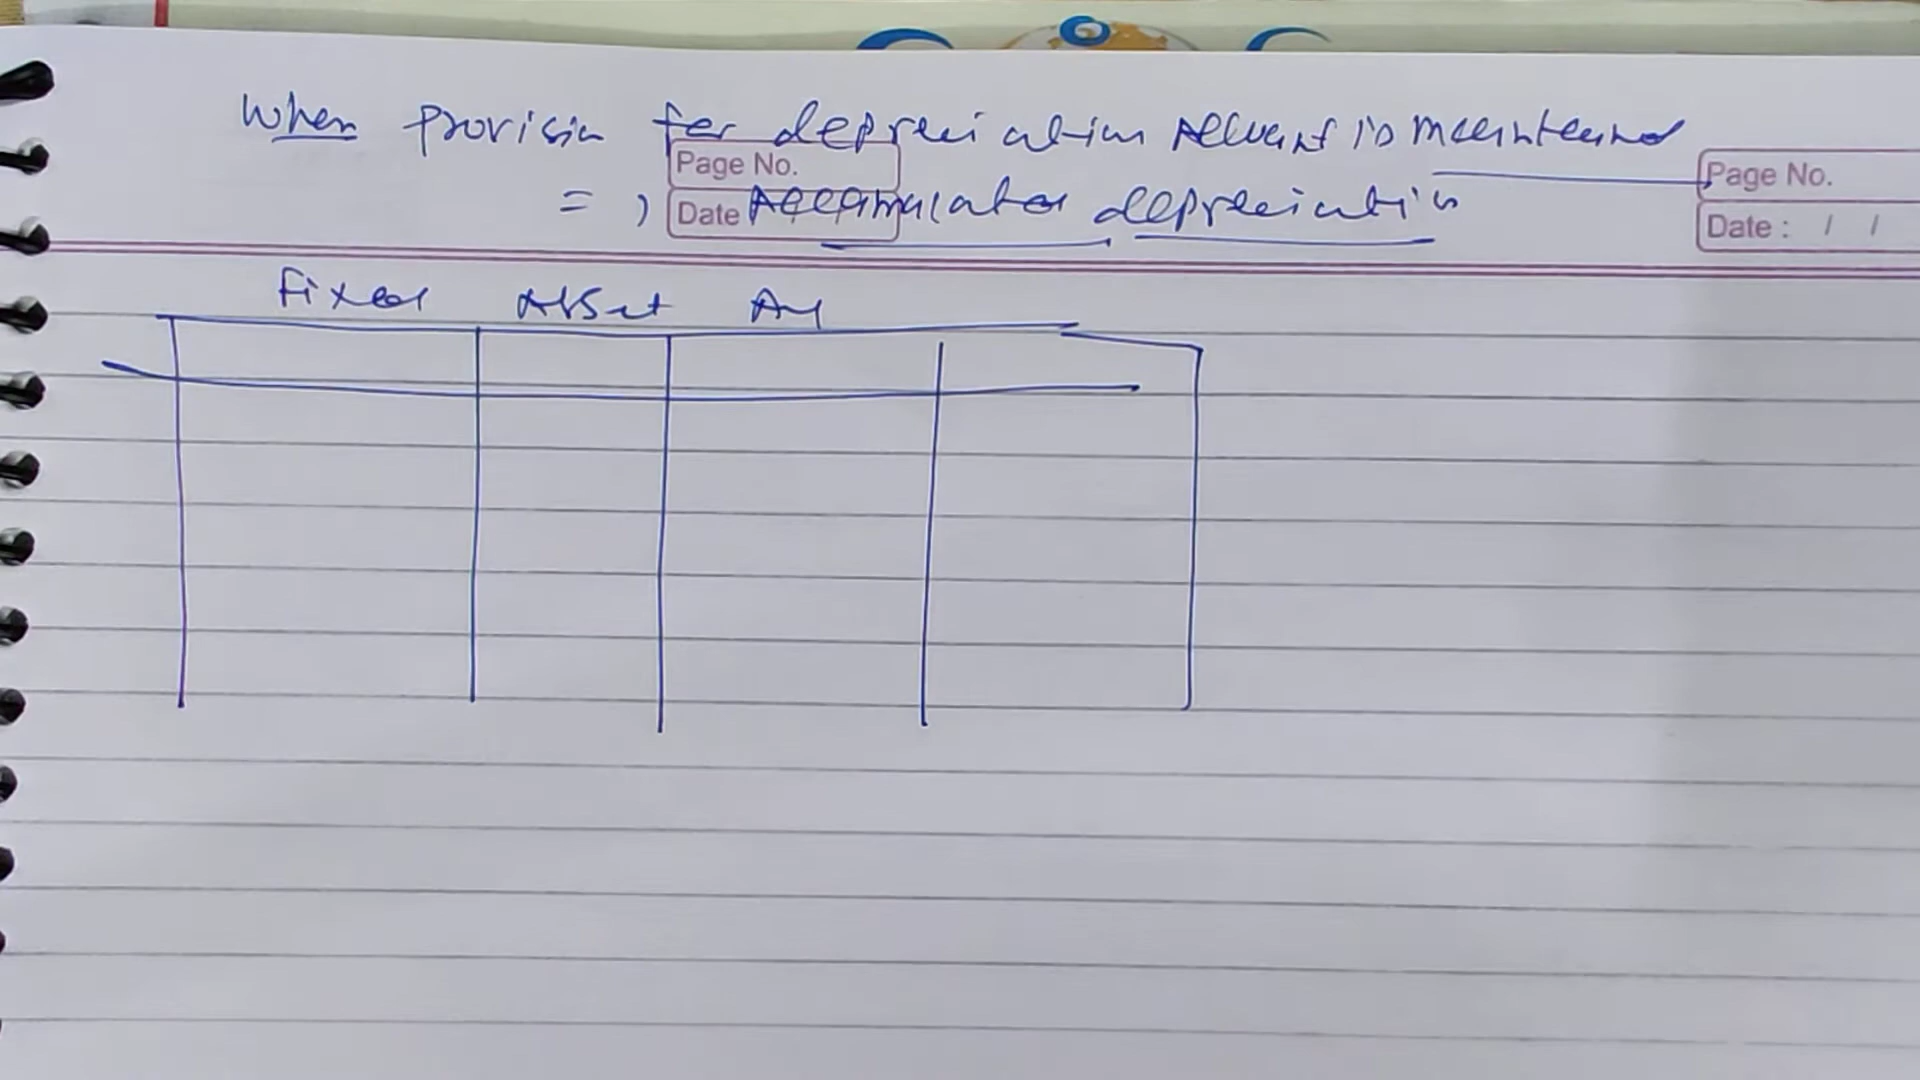 When provision for depreciation Account is maintained
Page No.
Page No.
=) Accumulated depreciation
Date
Date : / /
Fixed Asset A/c